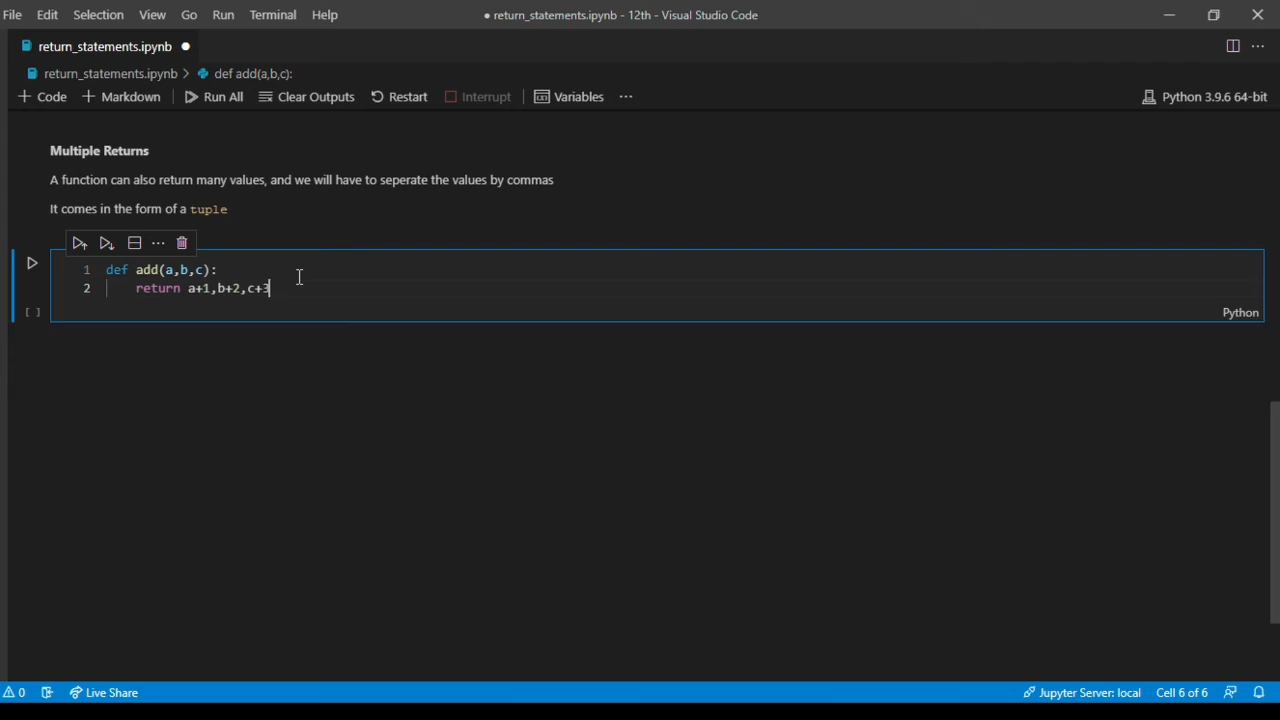 File Edit Selection View Go Run Terminal Help ● return_statements.ipynb - 12th - Visual Studio Code
return_statements.ipynb ●
return_statements.ipynb > def add(a,b,c):
+ Code + Markdown Run All Clear Outputs Restart Interrupt Variables ... Python 3.9.6 64-bit
Multiple Returns
A function can also return many values, and we will have to seperate the values by commas
It comes in the form of a tuple
1 def add(a,b,c):
2 return a+1,b+2,c+3
[ ] Python
0 Live Share Jupyter Server: local Cell 6 of 6